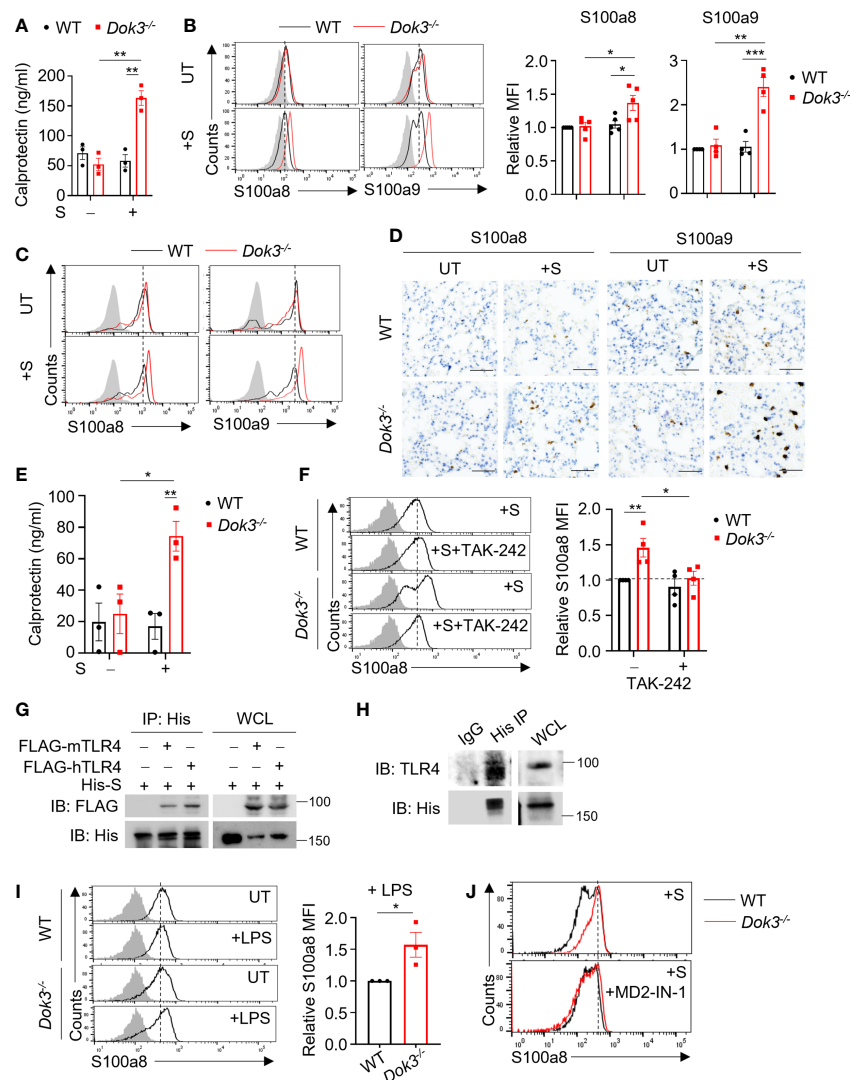 A
WT Dok3-/-
**
**
Calprotectin (ng/ml)
200
150
100
50
0
S – +
B
WT Dok3-/-
UT
+S
Counts
S100a8
S100a9
S100a8
Relative MFI
2.0
1.5
1.0
0.5
0.0
*
*
S100a9
3
2
1
0
**
***
WT
Dok3-/-
C
WT Dok3-/-
UT
+S
Counts
S100a8
S100a9
D
S100a8 S100a9
UT +S UT +S
WT
Dok3-/-
E
Calprotectin (ng/ml)
100
80
60
40
20
0
*
**
WT
Dok3-/-
S – +
F
WT
Dok3-/-
+S
+S+TAK-242
+S
+S+TAK-242
Counts
S100a8
Relative S100a8 MFI
2.0
1.5
1.0
0.5
0.0
**
*
WT
Dok3-/-
– +
TAK-242
G
IP: His WCL
FLAG-mTLR4 – + – – + –
FLAG-hTLR4 – – + – – +
His-S + + + + + +
IB: FLAG 100
IB: His 150
H
IgG His IP WCL
IB: TLR4 100
IB: His 150
I
WT
Dok3-/-
UT
+LPS
UT
+LPS
Counts
S100a8
+ LPS
Relative S100a8 MFI
2.0
1.5
1.0
0.5
0.0
*
WT Dok3-/-
J
+S
+S
+MD2-IN-1
Counts
S100a8
WT
Dok3-/-